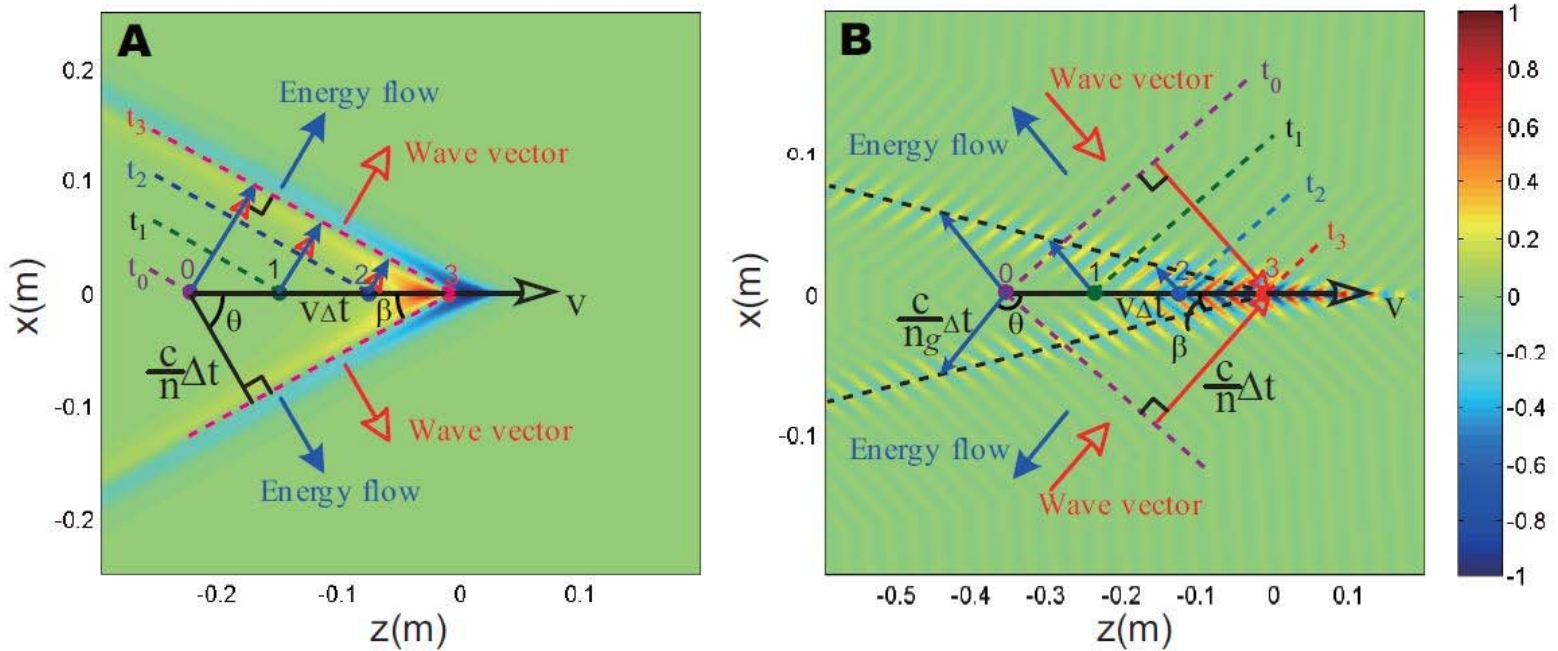 A
0.2
0.1
0
-0.1
-0.2
x(m)
-0.2
-0.1
0
0.1
z(m)
Energy flow
Wave vector
t3
t2
t1
t0
0
1
2
3
θ
vΔt
β
v
c/n Δt
Wave vector
Energy flow
B
0.1
0
-0.1
x(m)
-0.5
-0.4
-0.3
-0.2
-0.1
0
0.1
z(m)
Wave vector
t0
Energy flow
t1
t2
t3
0
1
2
3
θ
vΔt
β
v
c/ng Δt
c/n Δt
Energy flow
Wave vector
1
0.8
0.6
0.4
0.2
0
-0.2
-0.4
-0.6
-0.8
-1